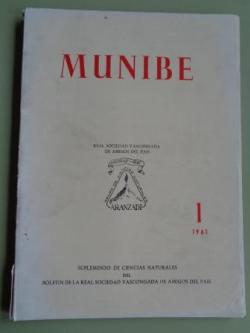 MUNIBE
REAL SOCIEDAD VASCONGADA
DE AMIGOS DEL PAIS
ARANZADI
1
1961
SUPLEMENTO DE CIENCIAS NATURALES
DEL
BOLETIN DE LA REAL SOCIEDAD VASCONGADA DE AMIGOS DEL PAIS